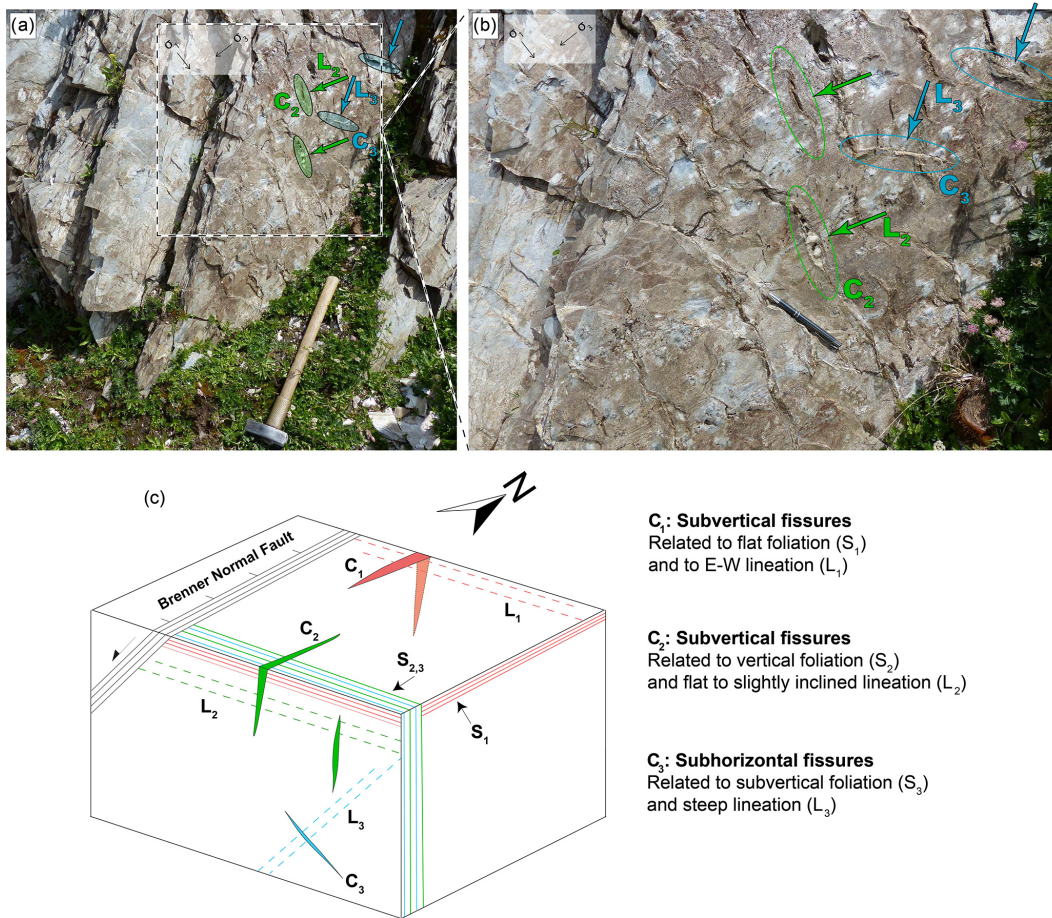 (a)
σ₁
σ₃
L₂
L₃
C₂
C₃
(b)
σ₁
σ₃
L₃
C₃
L₂
C₂
(c)
N
Brenner Normal Fault
C₁
L₁
C₂
S₂,₃
L₂
S₁
L₃
C₃
C₁: Subvertical fissures
Related to flat foliation (S₁)
and to E-W lineation (L₁)
C₂: Subvertical fissures
Related to vertical foliation (S₂)
and flat to slightly inclined lineation (L₂)
C₃: Subhorizontal fissures
Related to subvertical foliation (S₃)
and steep lineation (L₃)